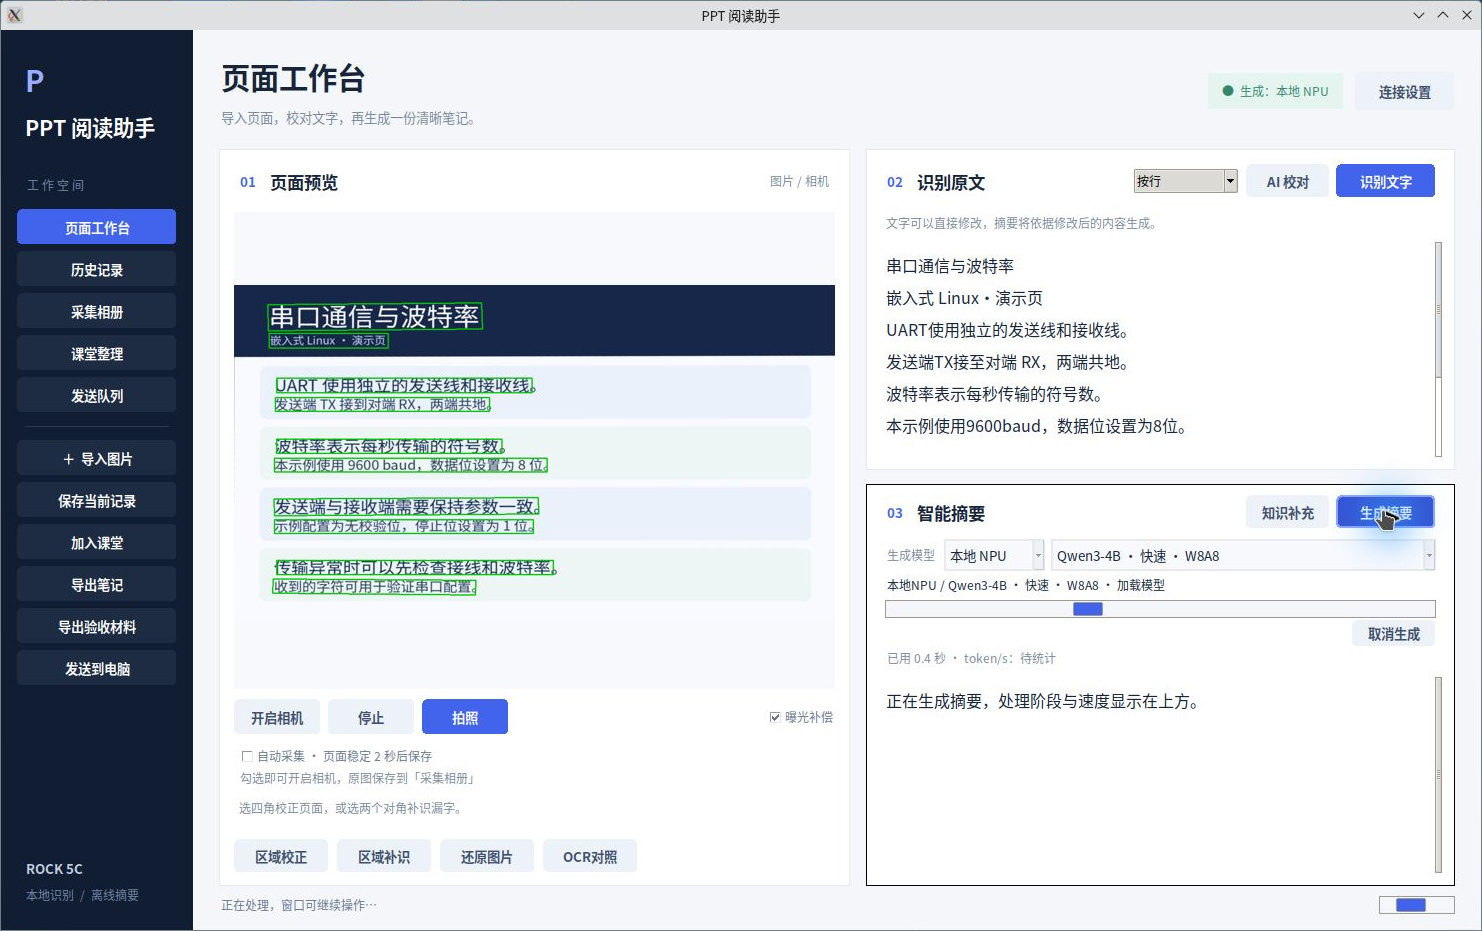 PPT 阅读助手
P
PPT 阅读助手
工作空间
页面工作台
历史记录
采集相册
课堂整理
发送队列
＋ 导入图片
保存当前记录
加入课堂
导出笔记
导出验收材料
发送到电脑
ROCK 5C
本地识别 / 离线摘要
页面工作台
导入页面，校对文字，再生成一份清晰笔记。
生成：本地 NPU
连接设置
01 页面预览
图片 / 相机
串口通信与波特率
嵌入式 Linux · 演示页
UART 使用独立的发送线和接收线。
发送端 TX 接到对端 RX，两端共地。
波特率表示每秒传输的符号数。
本示例使用 9600 baud，数据位设置为 8 位。
发送端与接收端需要保持参数一致。
示例配置为无校验位，停止位设置为 1 位。
传输异常时可以先检查接线和波特率。
收到的字符可用于验证串口配置。
开启相机
停止
拍照
曝光补偿
自动采集 · 页面稳定 2 秒后保存
勾选即可开启相机，原图保存到「采集相册」
选四角校正页面，或选两个对角补识漏字。
区域校正
区域补识
还原图片
OCR对照
正在处理，窗口可继续操作…
02 识别原文
按行
AI 校对
识别文字
文字可以直接修改，摘要将依据修改后的内容生成。
串口通信与波特率
嵌入式 Linux · 演示页
UART使用独立的发送线和接收线。
发送端TX接至对端 RX，两端共地。
波特率表示每秒传输的符号数。
本示例使用9600baud，数据位设置为8位。
03 智能摘要
知识补充
生成摘要
生成模型
本地 NPU
Qwen3-4B · 快速 · W8A8
本地NPU / Qwen3-4B · 快速 · W8A8 · 加载模型
取消生成
已用 0.4 秒 · token/s：待统计
正在生成摘要，处理阶段与速度显示在上方。